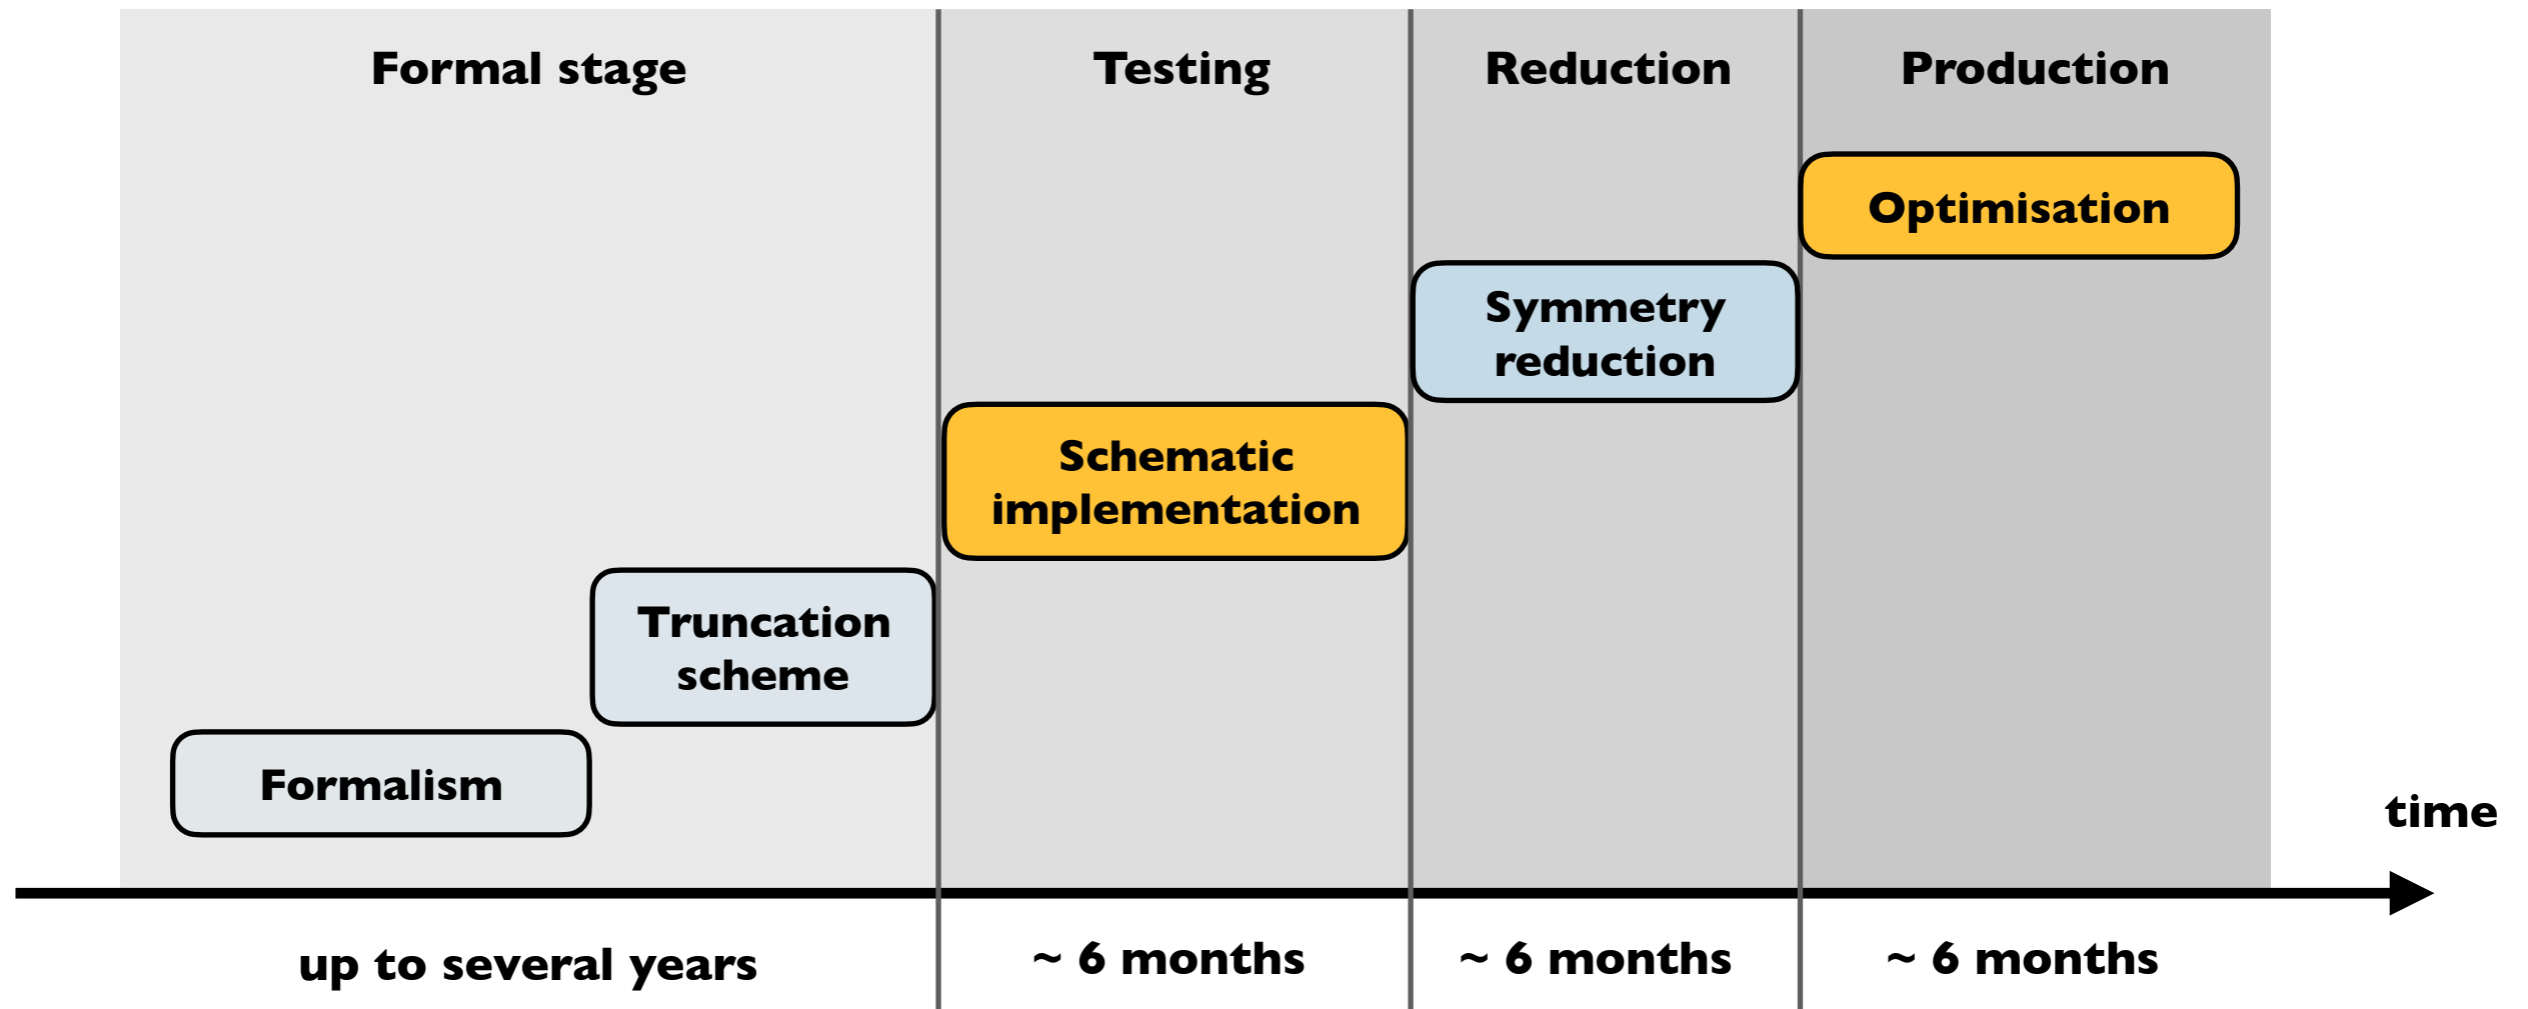 Formal stage
Testing
Reduction
Production
Optimisation
Symmetry
reduction
Schematic
implementation
Truncation
scheme
Formalism
time
up to several years
~ 6 months
~ 6 months
~ 6 months